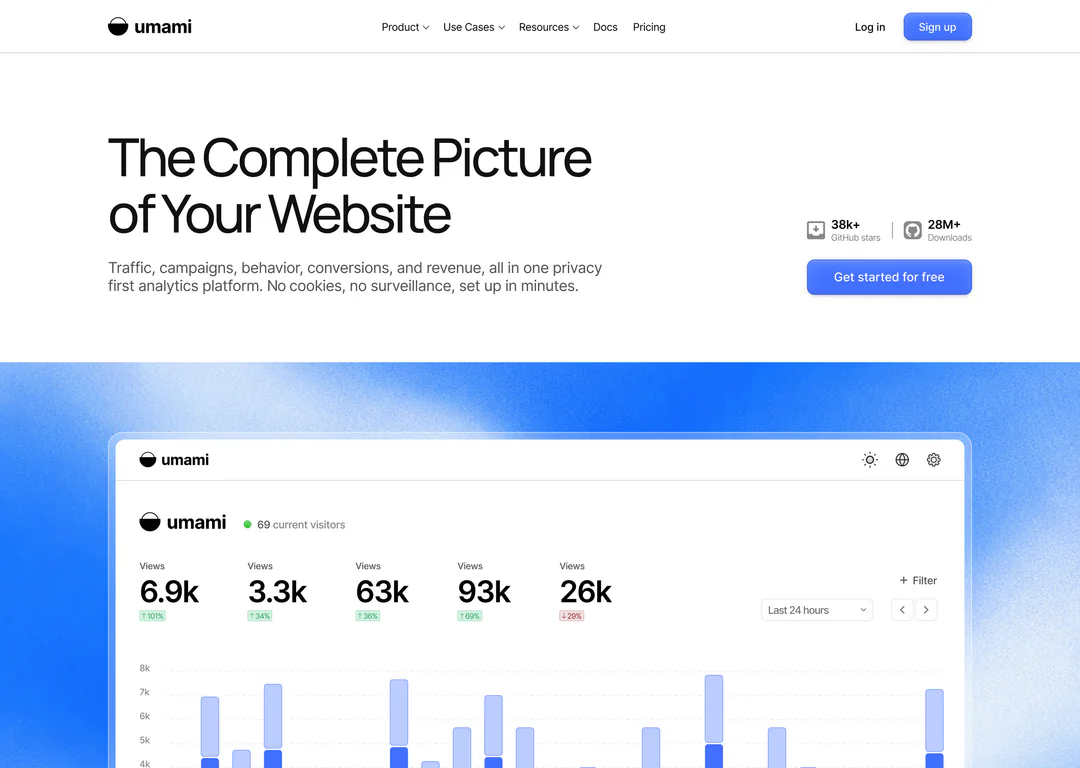 umami
Product
Use Cases
Resources
Docs
Pricing
Log in
Sign up
The Complete Picture
of Your Website
Traffic, campaigns, behavior, conversions, and revenue, all in one privacy
first analytics platform. No cookies, no surveillance, set up in minutes.
38k+
GitHub stars
28M+
Downloads
Get started for free
umami
umami
69 current visitors
Views
6.9k
↑101%
Views
3.3k
↑34%
Views
63k
↑36%
Views
93k
↑69%
Views
26k
↓29%
+ Filter
Last 24 hours
8k
7k
6k
5k
4k